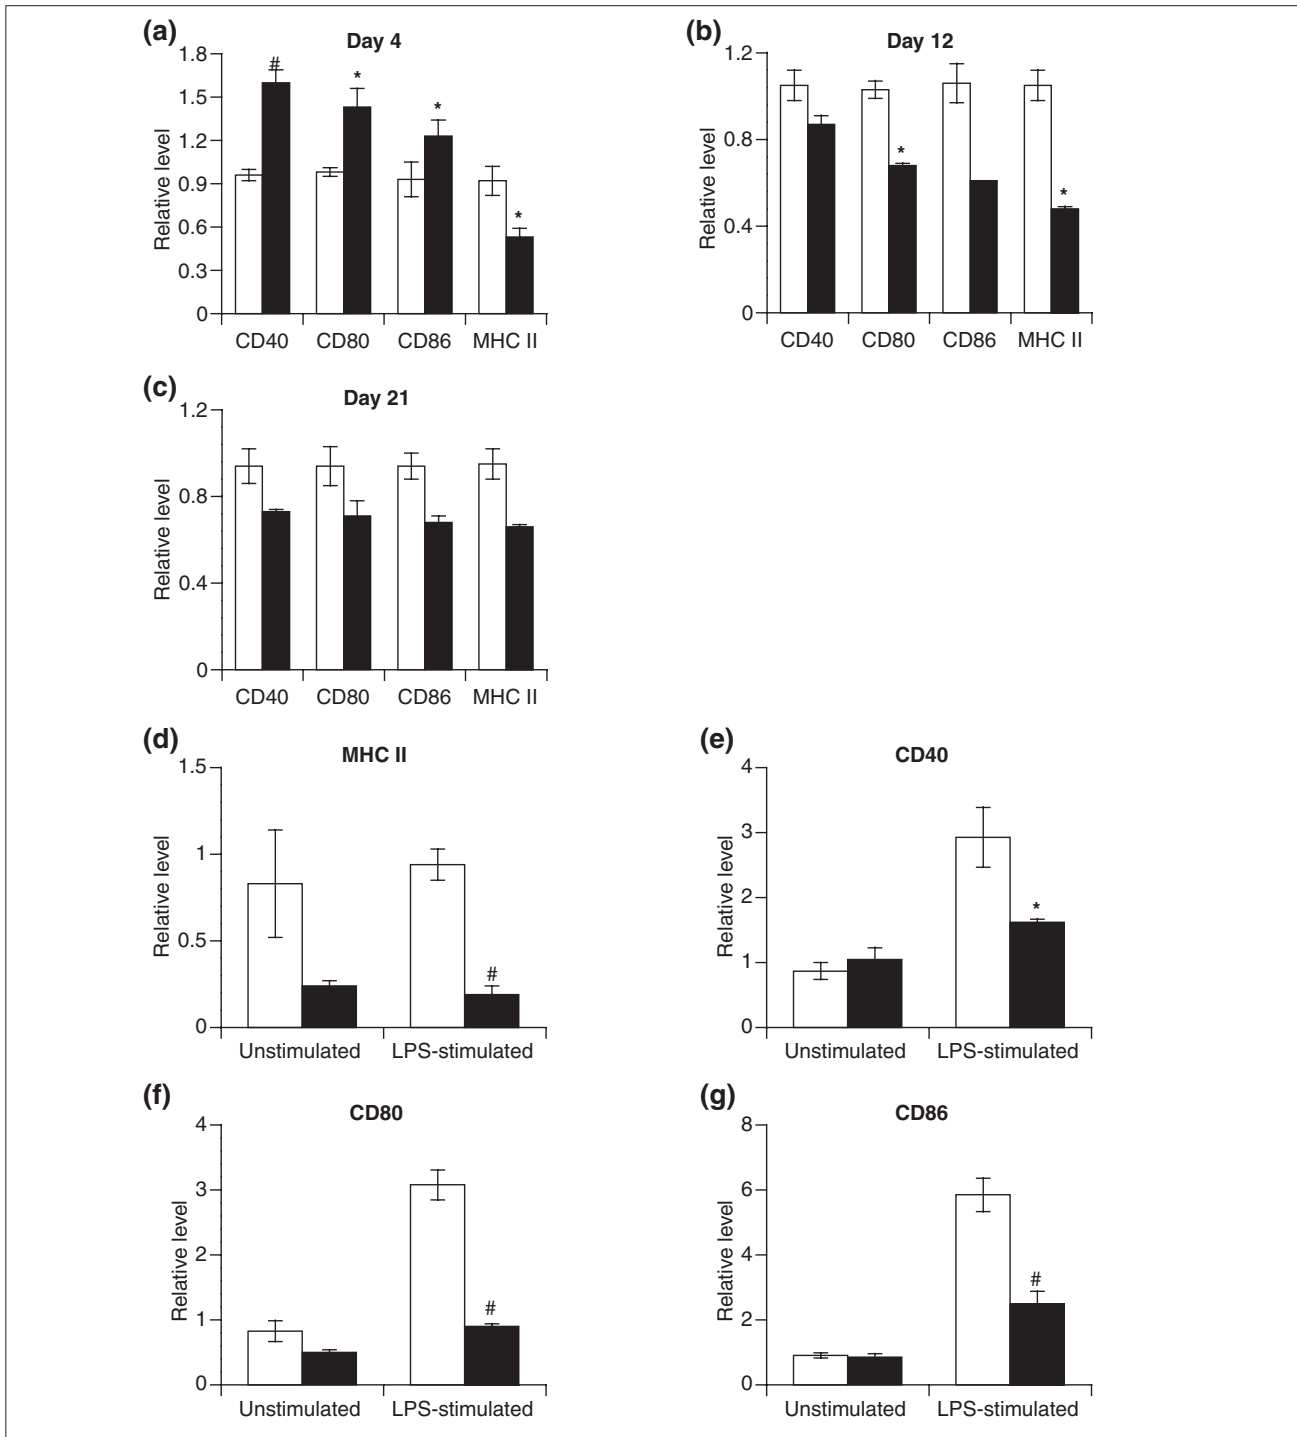 (a)
Day 4
1.8
1.5
1.2
0.9
0.6
0.3
0
Relative level
#
*
*
*
CD40 CD80 CD86 MHC II
(b)
Day 12
1.2
0.8
0.4
0
Relative level
*
*
CD40 CD80 CD86 MHC II
(c)
Day 21
1.2
0.8
0.4
0
Relative level
CD40 CD80 CD86 MHC II
(d)
MHC II
1.5
1
0.5
0
Relative level
#
Unstimulated LPS-stimulated
(e)
CD40
4
3
2
1
0
Relative level
*
Unstimulated LPS-stimulated
(f)
CD80
4
3
2
1
0
Relative level
#
Unstimulated LPS-stimulated
(g)
CD86
8
6
4
2
0
Relative level
#
Unstimulated LPS-stimulated